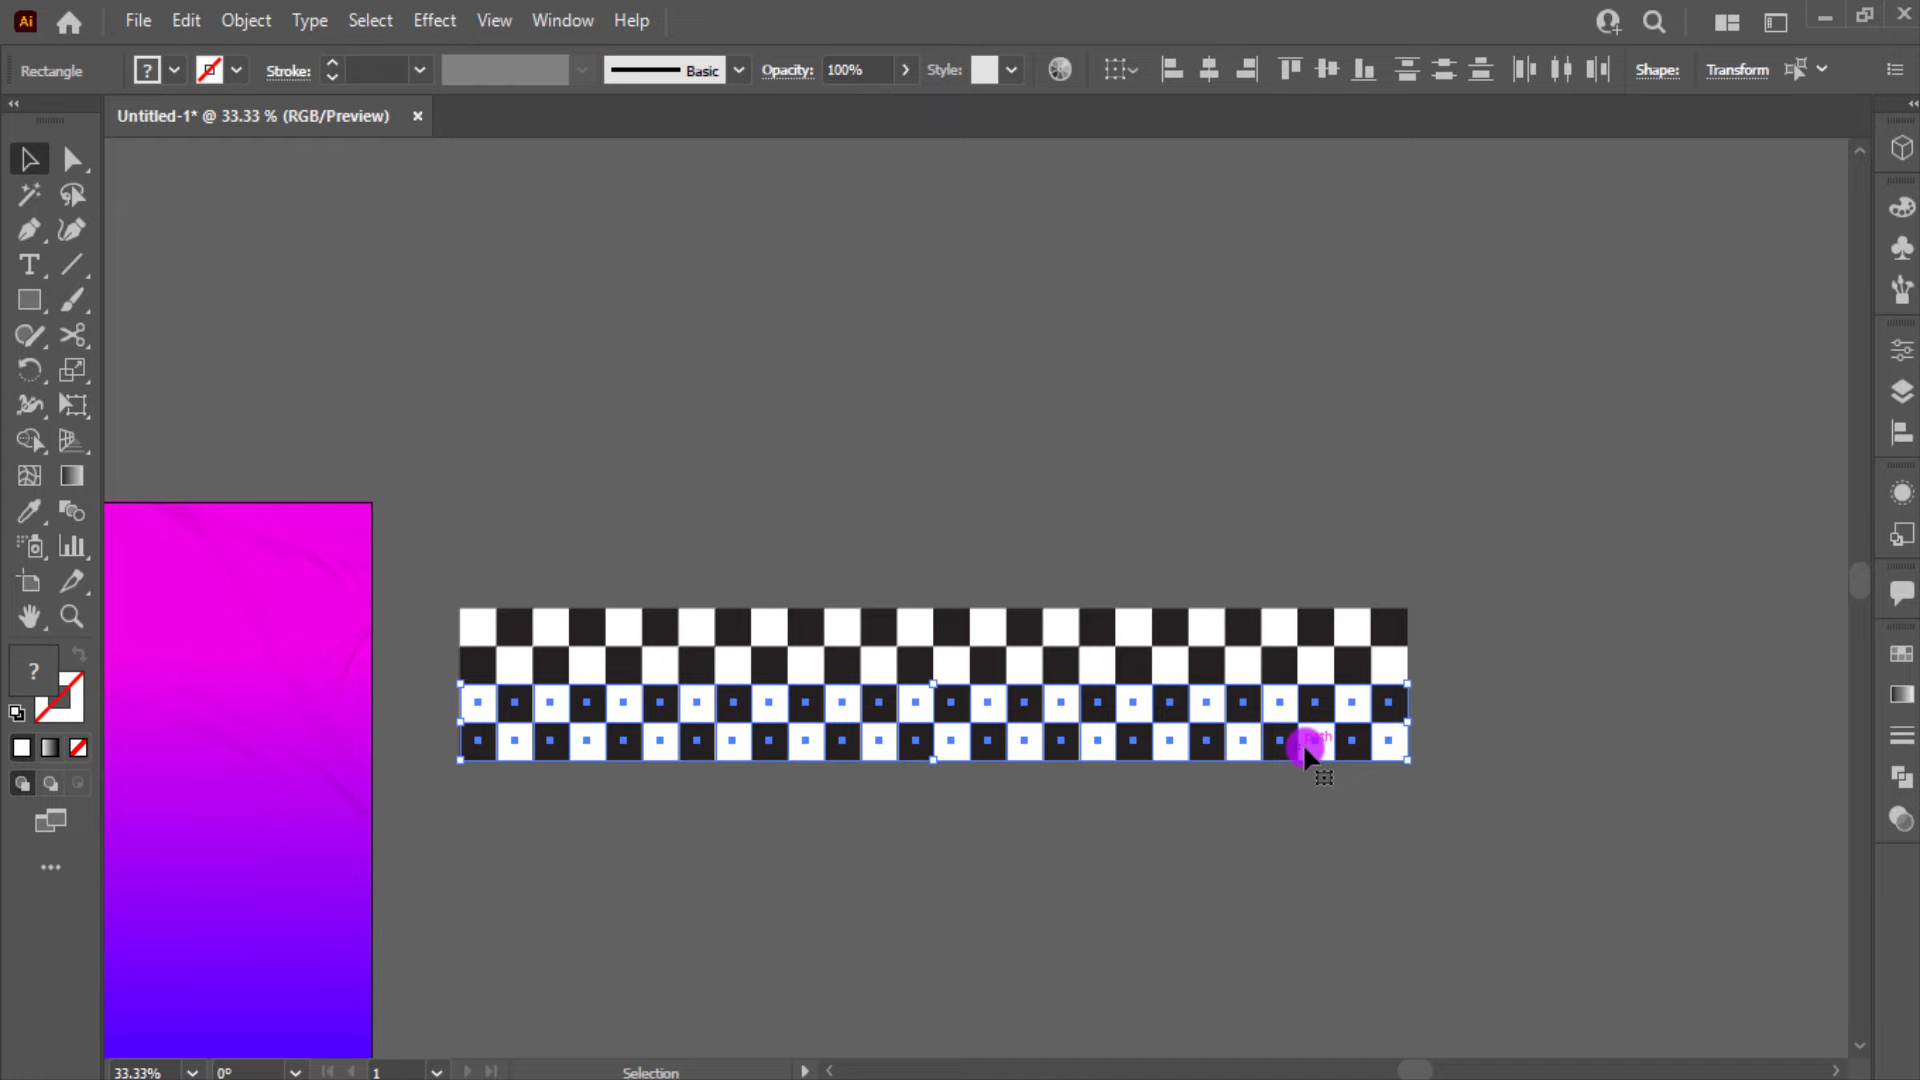 Ai File Edit Object Type Select Effect View Window Help
Rectangle ? Stroke: Basic Opacity: 100% Style: Shape: Transform
Untitled-1* @ 33.33 % (RGB/Preview) ×
T
?
path
33.33% 0° 1 Selection